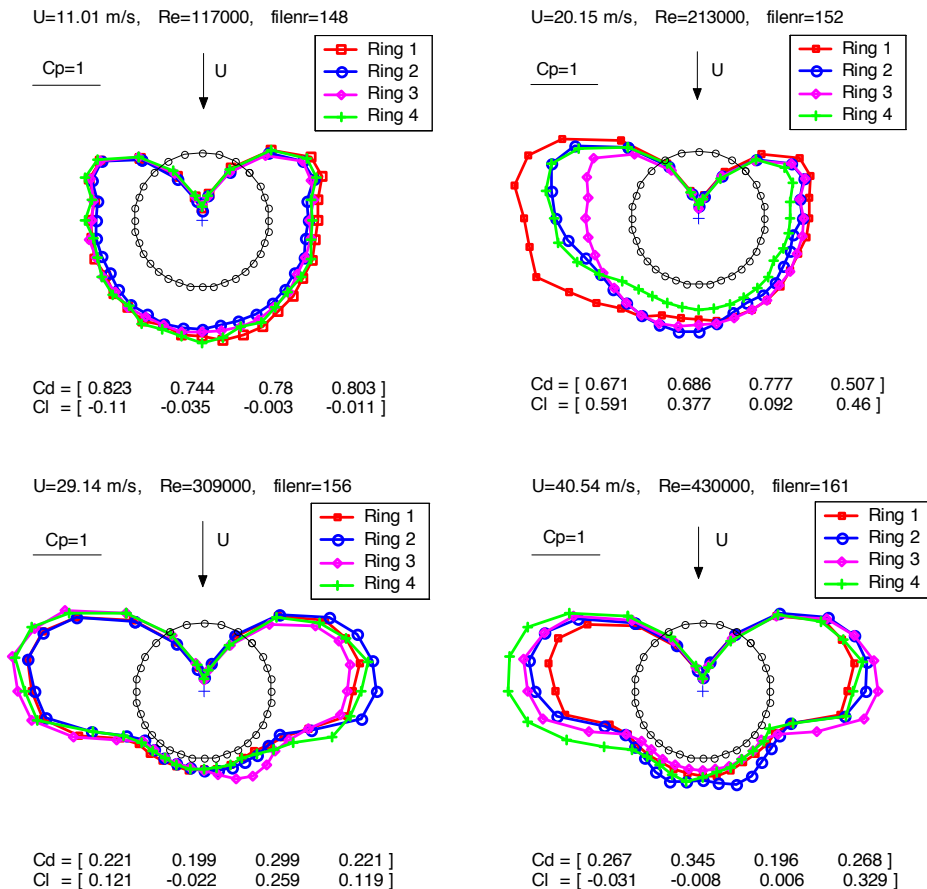 U=11.01 m/s, Re=117000, filenr=148
Cp=1
U
Ring 1
Ring 2
Ring 3
Ring 4
Cd = [ 0.823 0.744 0.78 0.803 ]
Cl = [ -0.11 -0.035 -0.003 -0.011 ]
U=20.15 m/s, Re=213000, filenr=152
Cp=1
U
Ring 1
Ring 2
Ring 3
Ring 4
Cd = [ 0.671 0.686 0.777 0.507 ]
Cl = [ 0.591 0.377 0.092 0.46 ]
U=29.14 m/s, Re=309000, filenr=156
Cp=1
U
Ring 1
Ring 2
Ring 3
Ring 4
Cd = [ 0.221 0.199 0.299 0.221 ]
Cl = [ 0.121 -0.022 0.259 0.119 ]
U=40.54 m/s, Re=430000, filenr=161
Cp=1
U
Ring 1
Ring 2
Ring 3
Ring 4
Cd = [ 0.267 0.345 0.196 0.268 ]
Cl = [ -0.031 -0.008 0.006 0.329 ]